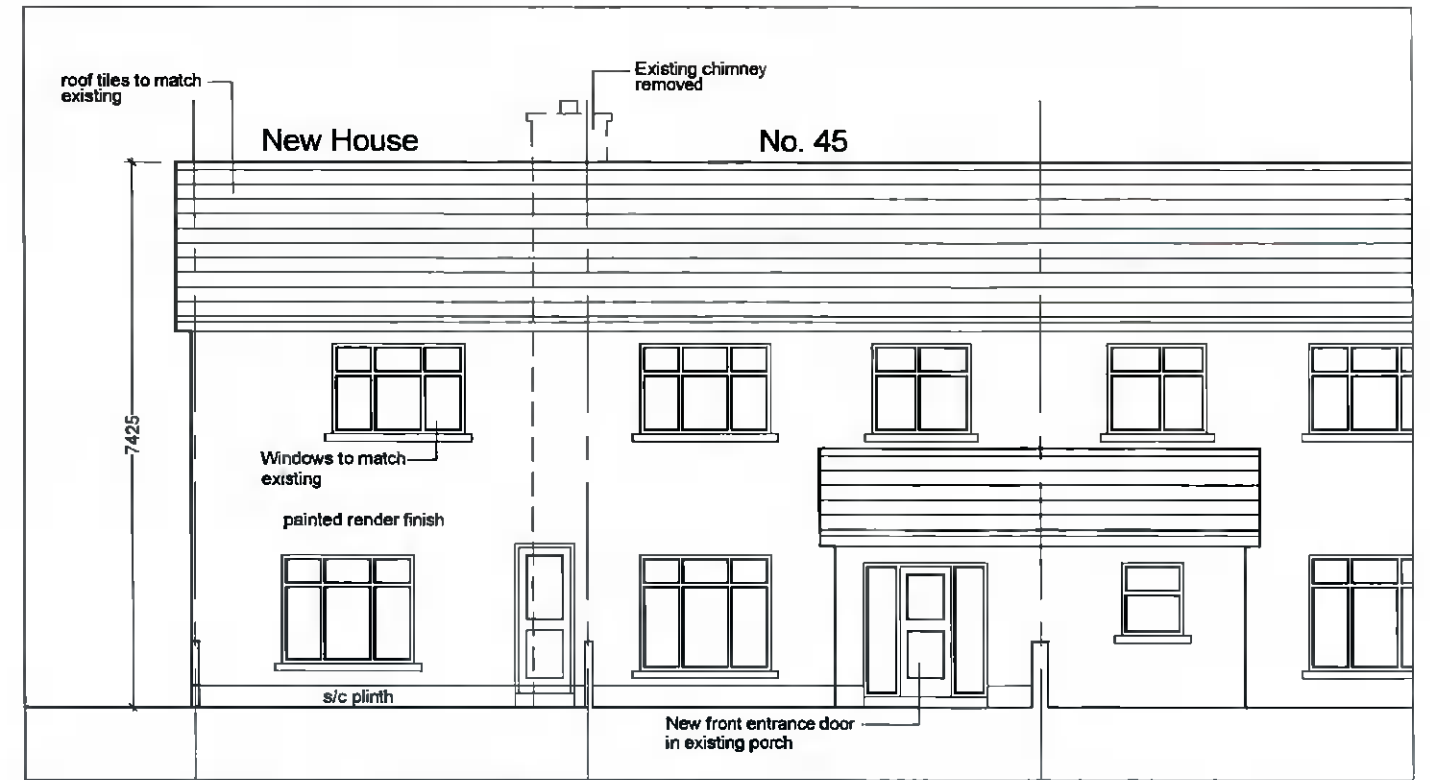 roof tiles to match
existing
Existing chimney
removed
New House
No. 45
7425
Windows to match
existing
painted render finish
s/c plinth
New front entrance door
in existing porch